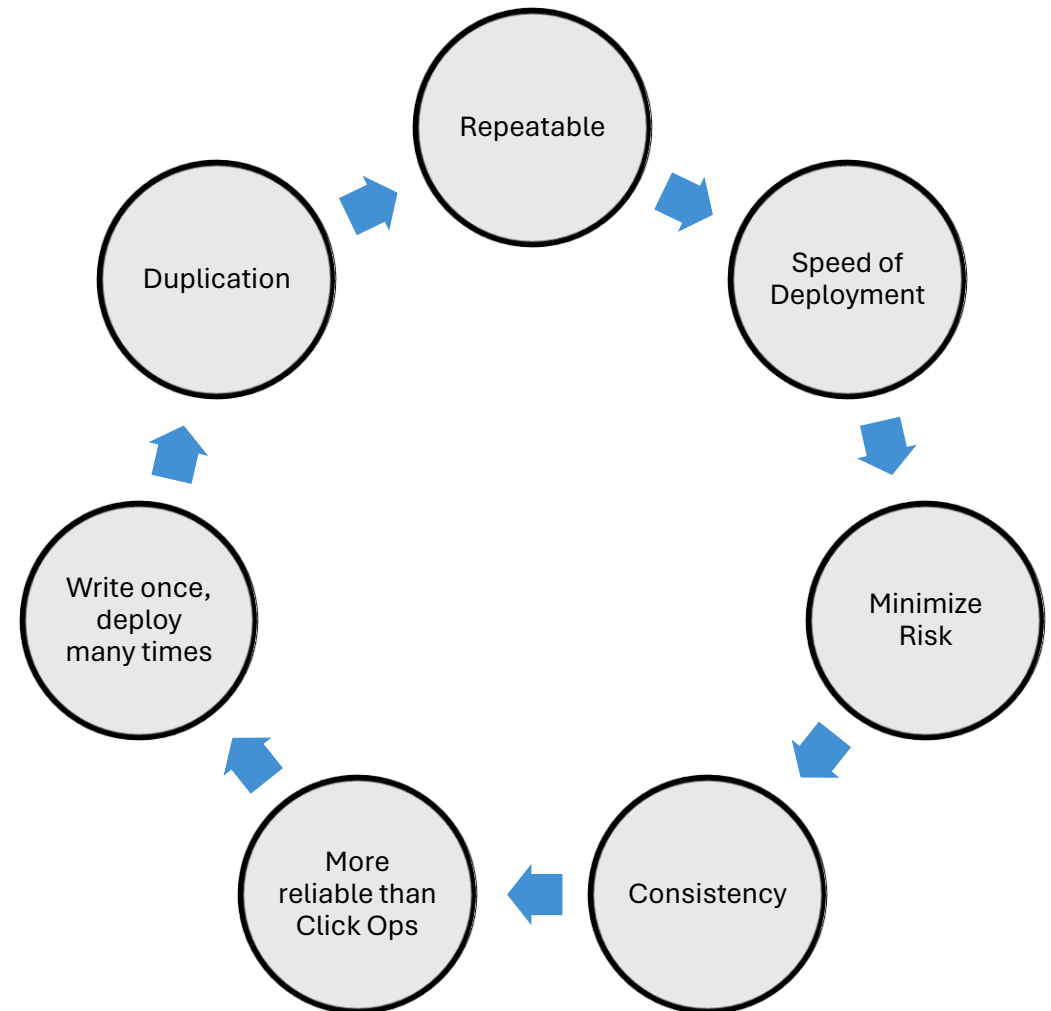 Repeatable
Speed of
Deployment
Minimize
Risk
Consistency
More
reliable than
Click Ops
Write once,
deploy
many times
Duplication